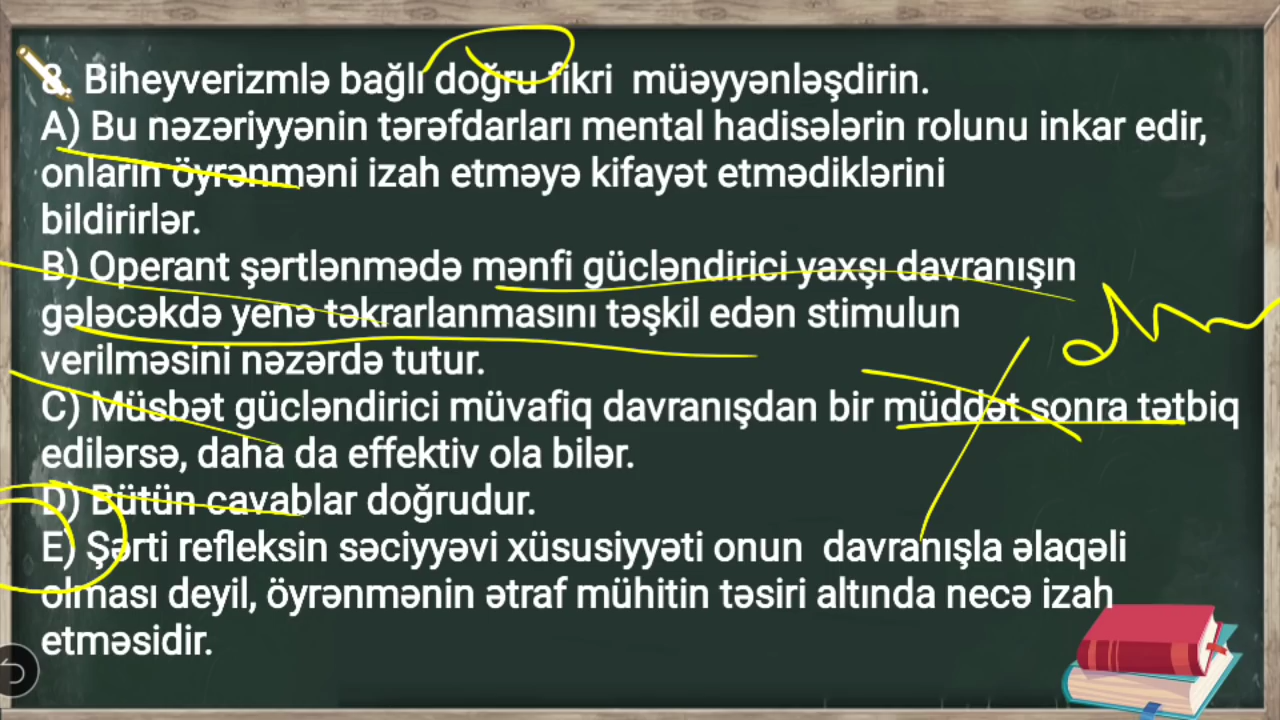 8. Biheyverizmlə bağlı doğru fikri müəyyənləşdirin.
A) Bu nəzəriyyənin tərəfdarları mental hadisələrin rolunu inkar edir,
onların öyrənməni izah etməyə kifayət etmədiklərini
bildirirlər.
B) Operant şərtlənmədə mənfi gücləndirici yaxşı davranışın
gələcəkdə yenə təkrarlanmasını təşkil edən stimulun
verilməsini nəzərdə tutur.
C) Müsbət gücləndirici müvafiq davranışdan bir müddət sonra tətbiq
edilərsə, daha da effektiv ola bilər.
D) Bütün cavablar doğrudur.
E) Şərti refleksin səciyyəvi xüsusiyyəti onun davranışla əlaqəli
olması deyil, öyrənmənin ətraf mühitin təsiri altında necə izah
etməsidir.